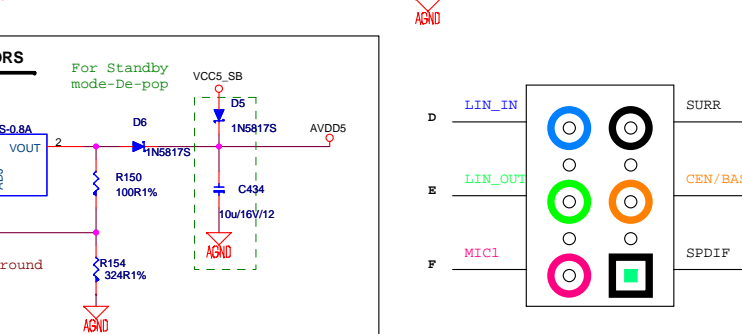 AGND
ORS
For Standby
mode-De-pop
VCC5_SB
D5
1N5817S
S-0.8A
VOUT
2
D6
1N5817S
AVDD5
R150
100R1%
C434
10u/16V/12
AGND
round
R154
324R1%
AGND
D
LIN_IN
SURR
E
LIN_OUT
CEN/BAS
F
MIC1
SPDIF